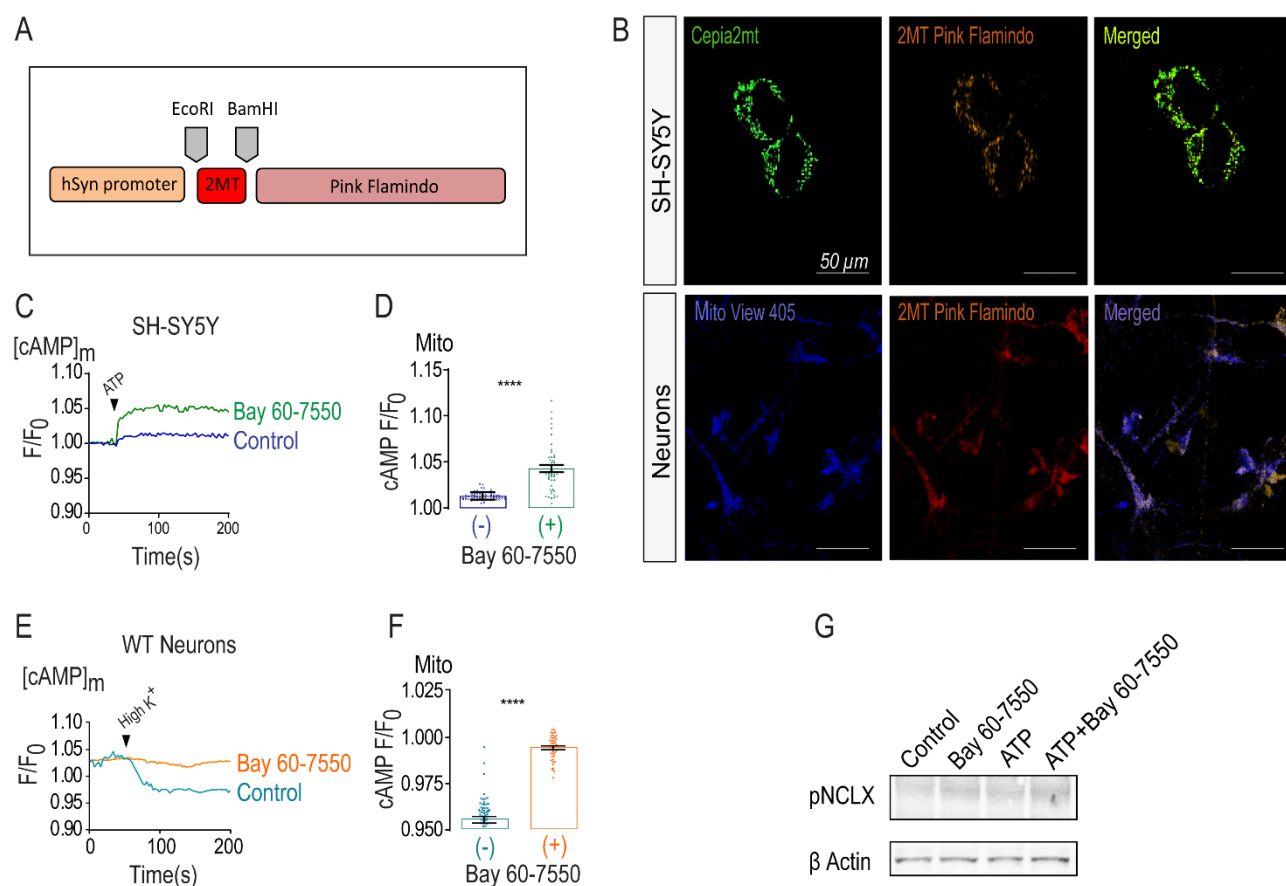 A
EcoRI
BamHI
hSyn promoter
2MT
Pink Flamindo
B
SH-SY5Y
Cepia2mt
2MT Pink Flamindo
Merged
50 µm
Neurons
Mito View 405
2MT Pink Flamindo
Merged
C
SH-SY5Y
[cAMP]m
F/F0
1.10
1.05
1.00
0.95
0.90
ATP
Bay 60-7550
Control
0
100
200
Time(s)
D
Mito
cAMP F/F0
1.15
1.10
1.05
1.00
****
(-)
(+)
Bay 60-7550
E
WT Neurons
[cAMP]m
F/F0
1.10
1.05
1.00
0.95
0.90
High K+
Bay 60-7550
Control
0
100
200
Time(s)
F
Mito
cAMP F/F0
1.025
1.000
0.975
0.950
****
(-)
(+)
Bay 60-7550
G
Control
Bay 60-7550
ATP
ATP+Bay 60-7550
pNCLX
β Actin